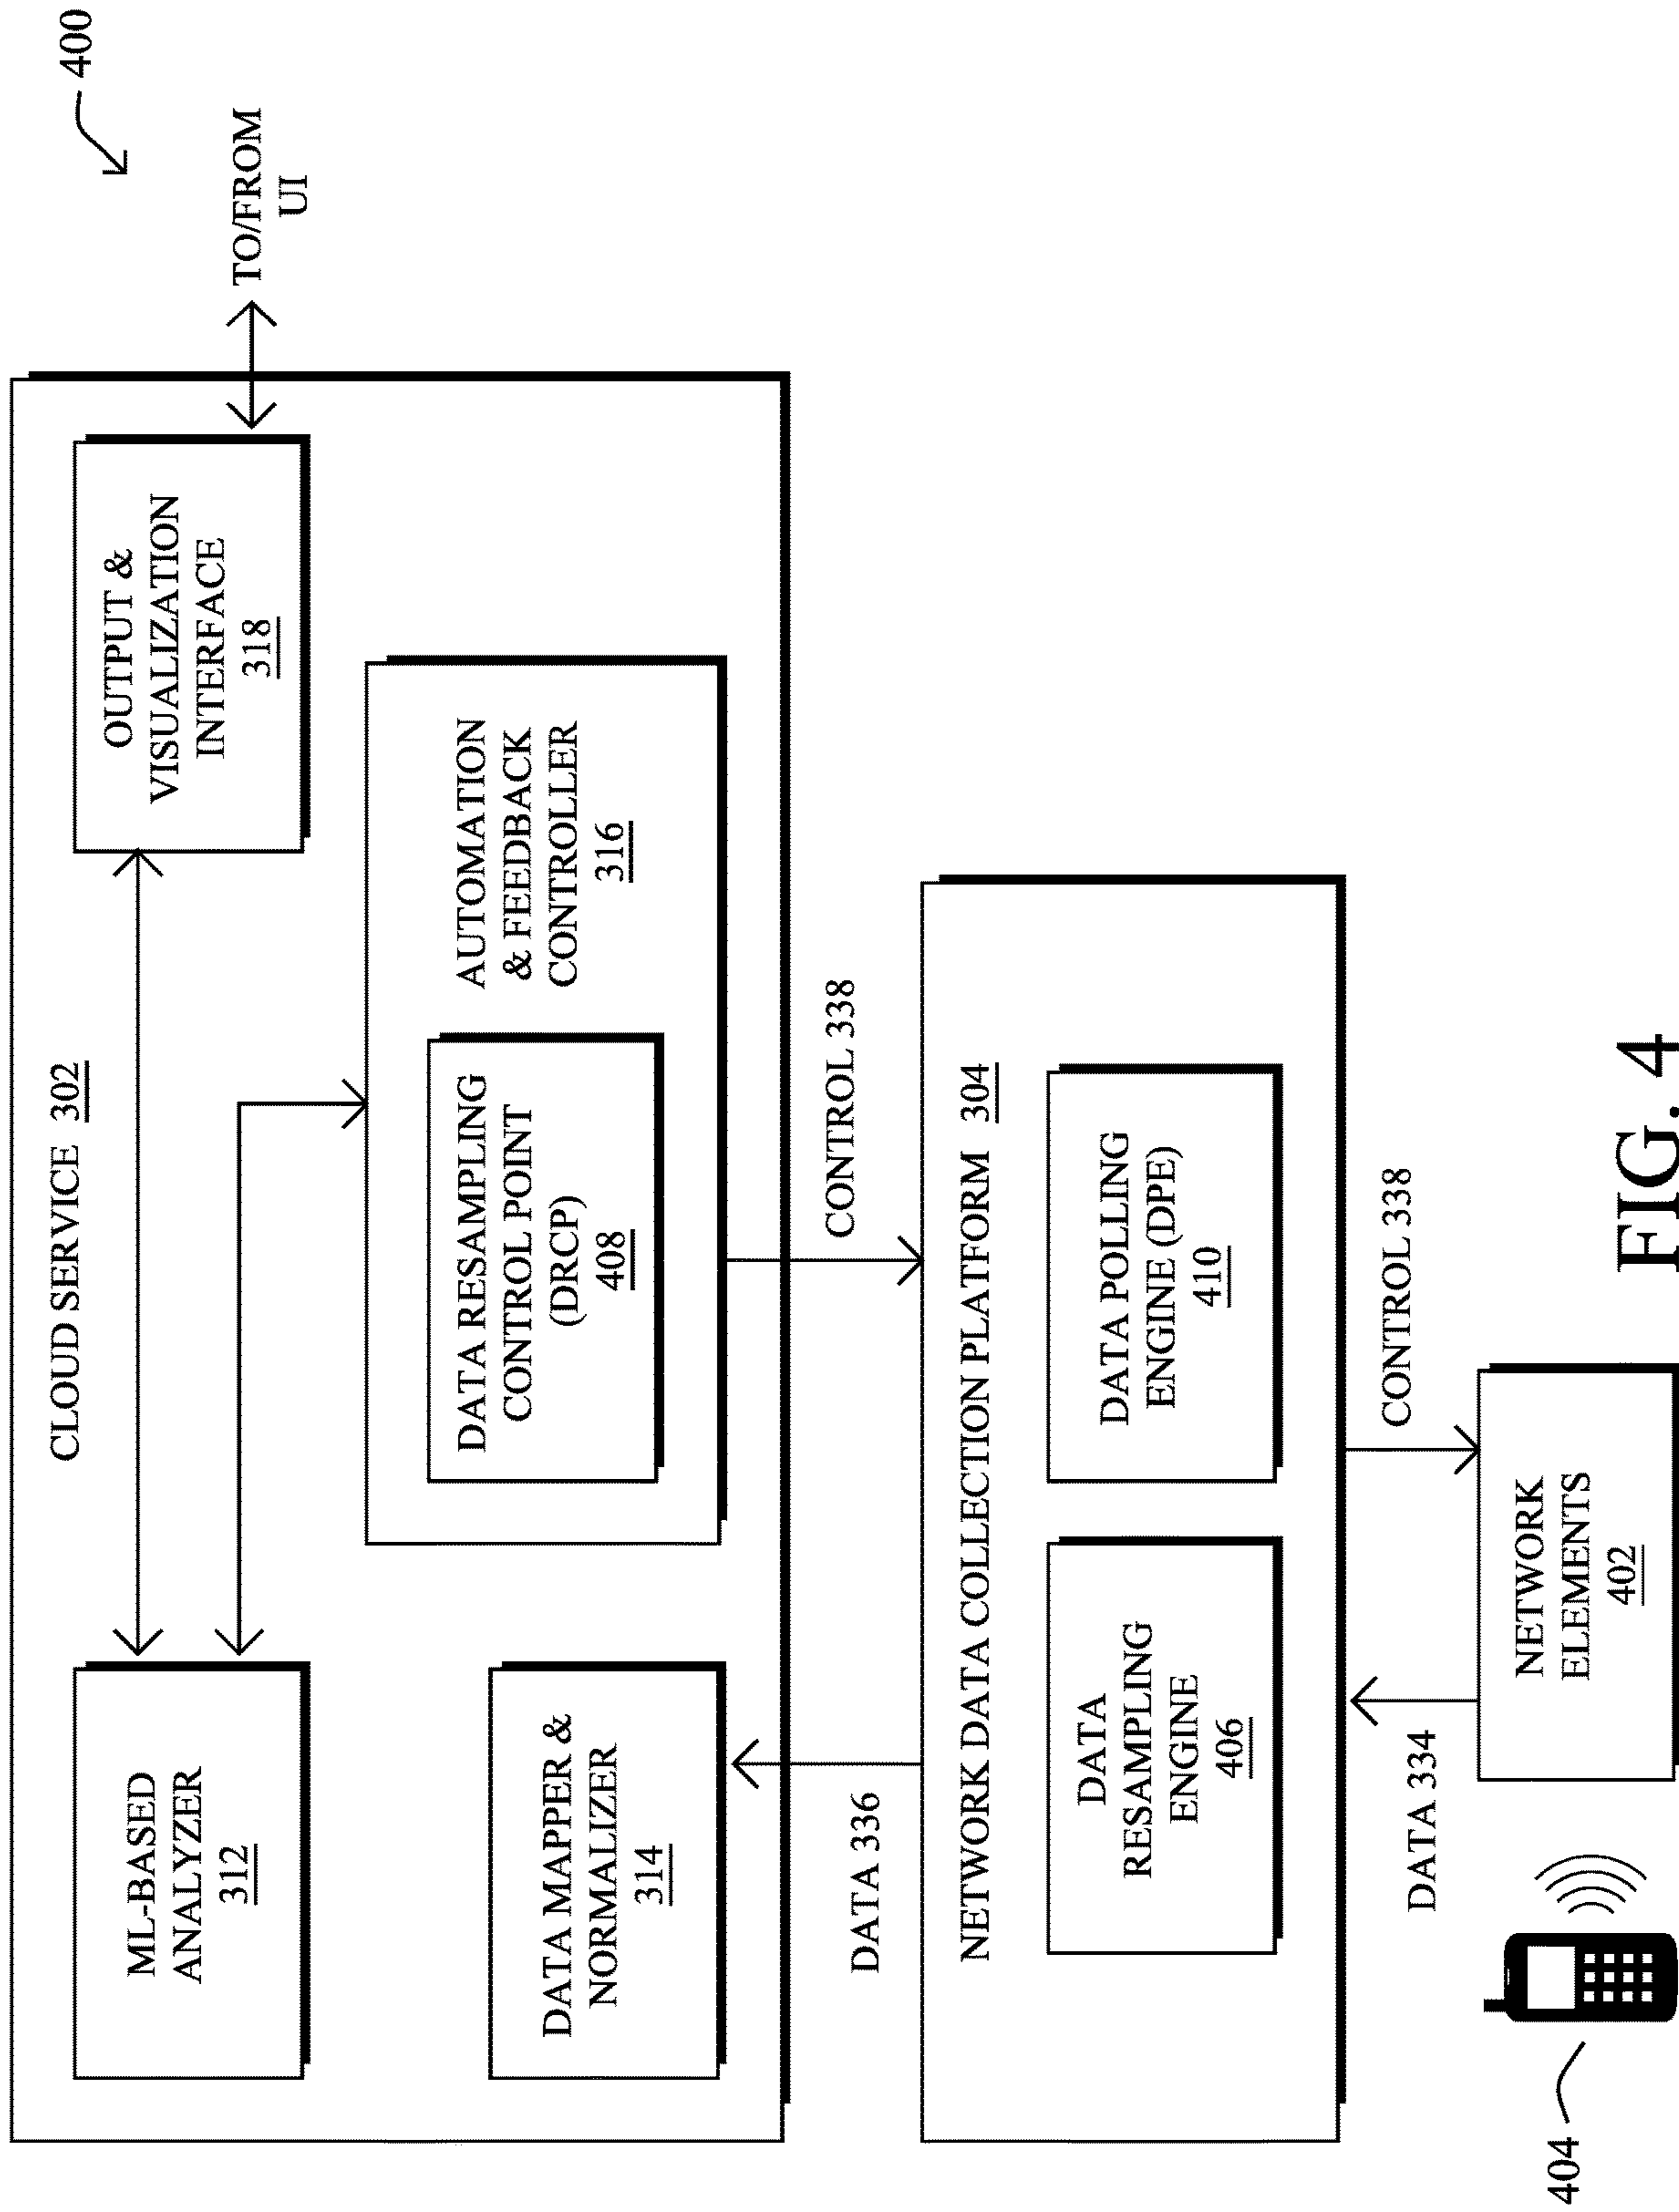 400
CLOUD SERVICE 302
ML-BASED
ANALYZER
312
OUTPUT &
VISUALIZATION
INTERFACE
318
TO/FROM
UI
DATA MAPPER &
NORMALIZER
314
DATA RESAMPLING
CONTROL POINT
(DRCP)
408
AUTOMATION
& FEEDBACK
CONTROLLER
316
DATA 336
CONTROL 338
NETWORK DATA COLLECTION PLATFORM 304
DATA
RESAMPLING
ENGINE
406
DATA POLLING
ENGINE (DPE)
410
DATA 334
CONTROL 338
404
NETWORK
ELEMENTS
402
FIG. 4